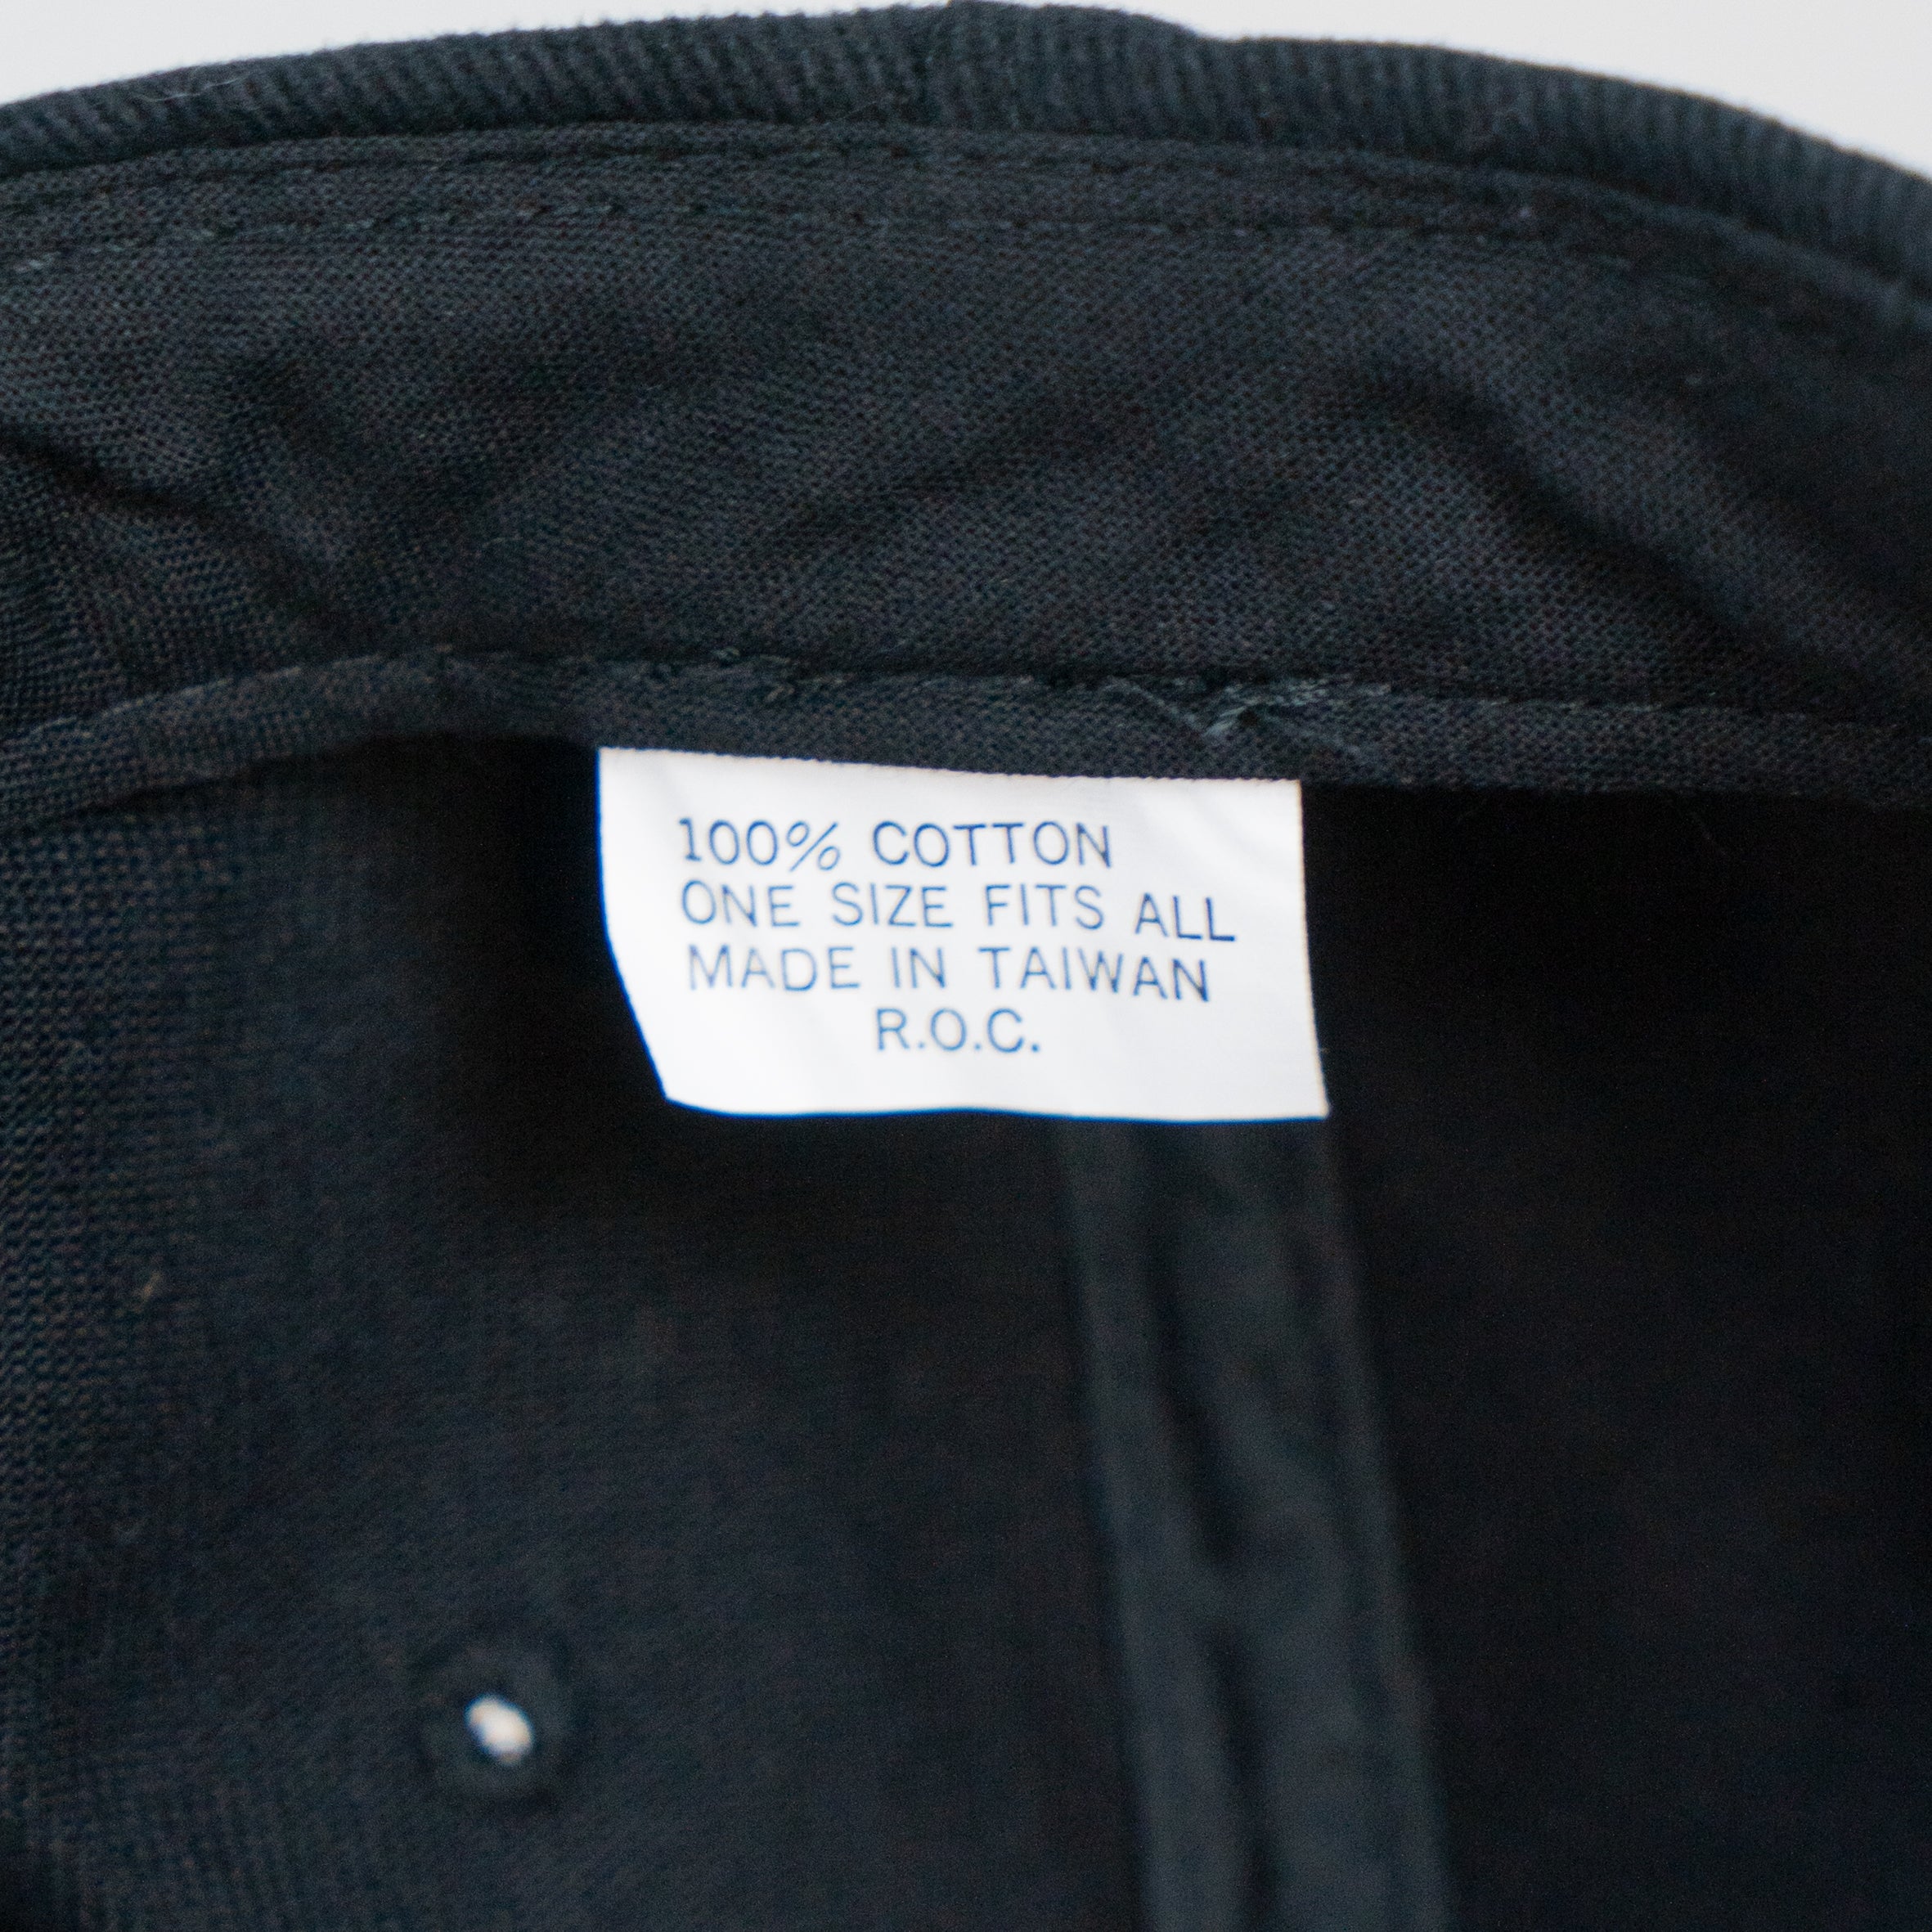 100% COTTON
ONE SIZE FITS ALL
MADE IN TAIWAN
R.O.C.